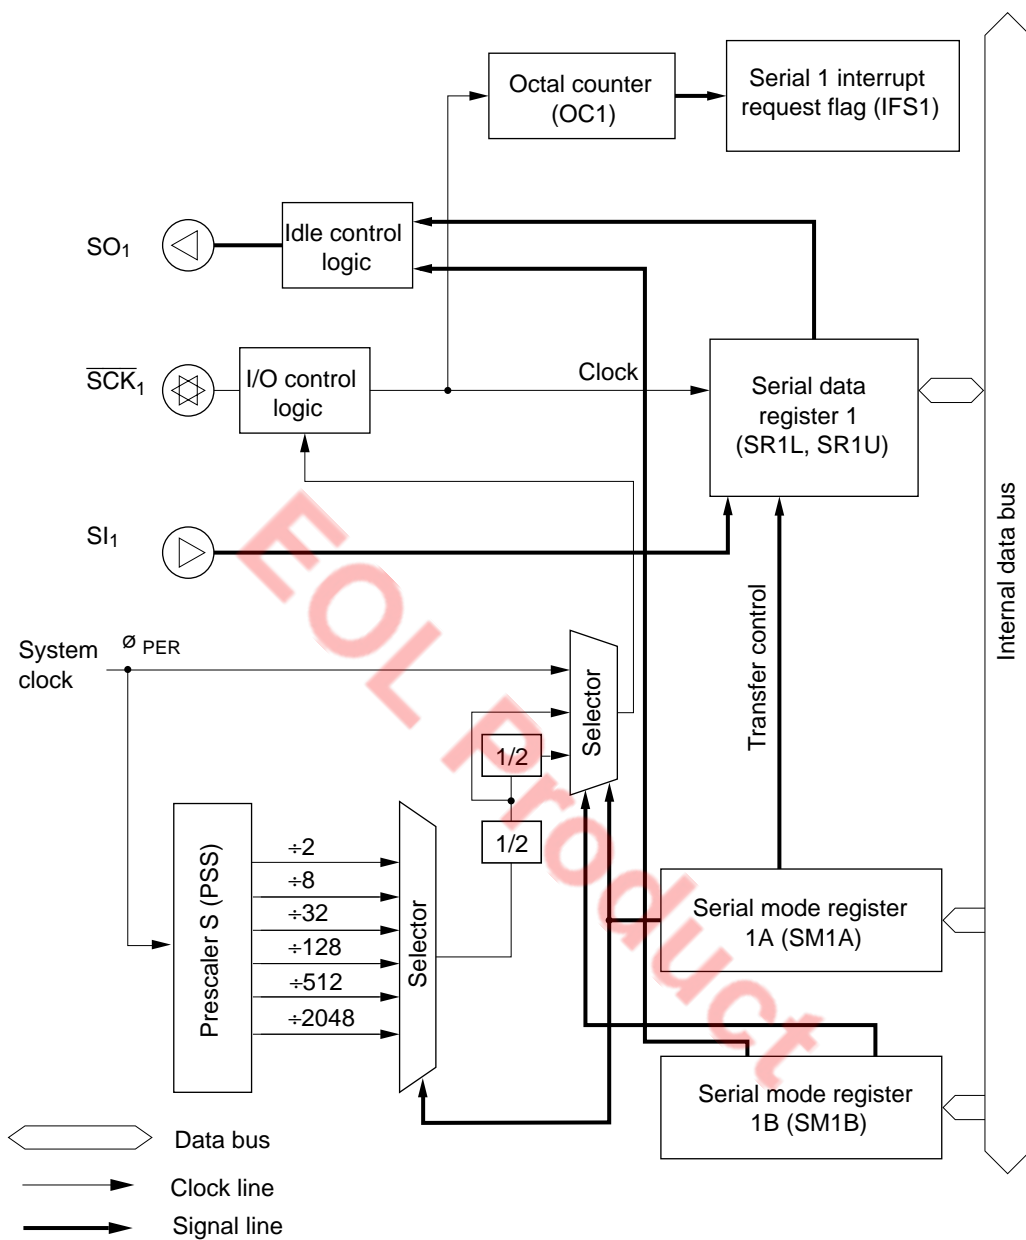 Octal counter
(OC1)
Serial 1 interrupt
request flag (IFS1)
SO1
Idle control
logic
SCK1
I/O control
logic
Clock
Serial data
register 1
(SR1L, SR1U)
SI1
Internal data bus
Transfer control
System
clock
ø PER
Selector
1/2
1/2
Prescaler S (PSS)
÷2
÷8
÷32
÷128
÷512
÷2048
Selector
Serial mode register
1A (SM1A)
Serial mode register
1B (SM1B)
Data bus
Clock line
Signal line
EOL Product